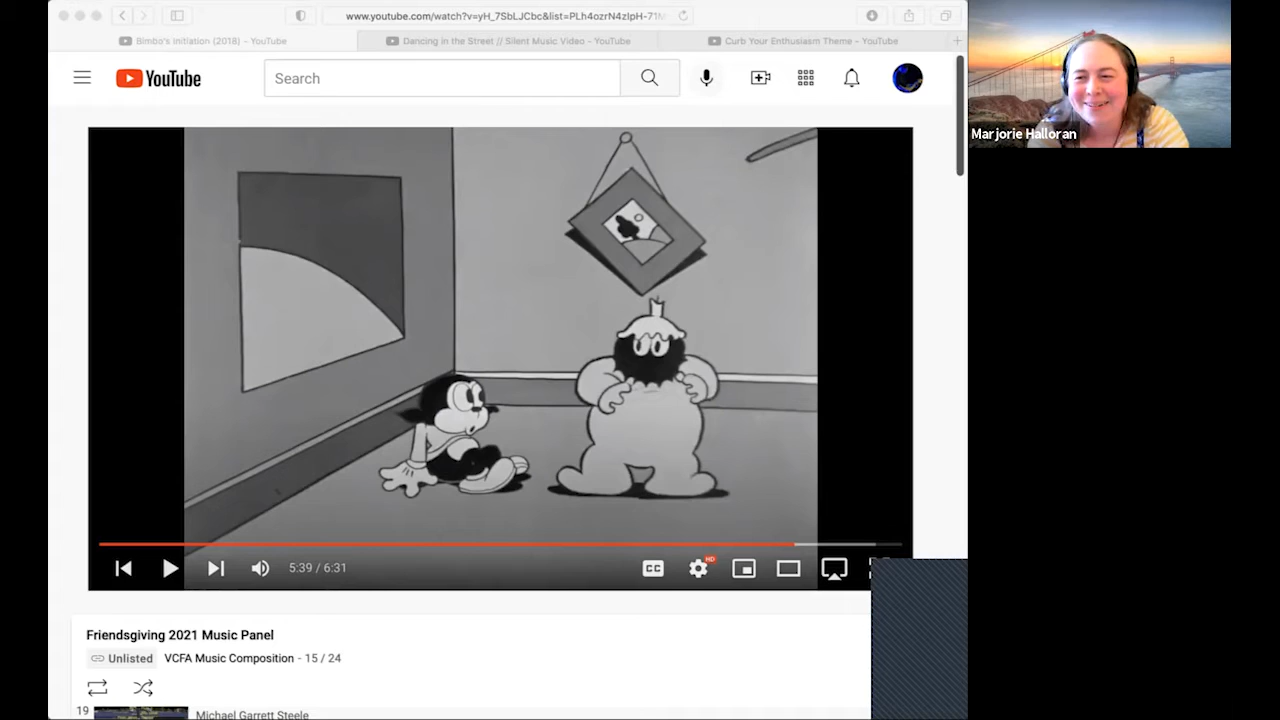 www.youtube.com/watch?v=yH_7SbLJCbc&list=PLh4ozrN4zlpH-71M
Bimbo's Initiation (2018) – YouTube
Dancing in the Street // Silent Music Video - YouTube
Curb Your Enthusiasm Theme - YouTube
YouTube
Search
Marjorie Halloran
5:39 / 6:31
CC
HD
Friendsgiving 2021 Music Panel
Unlisted
VCFA Music Composition - 15 / 24
19
Michael Garrett Steele